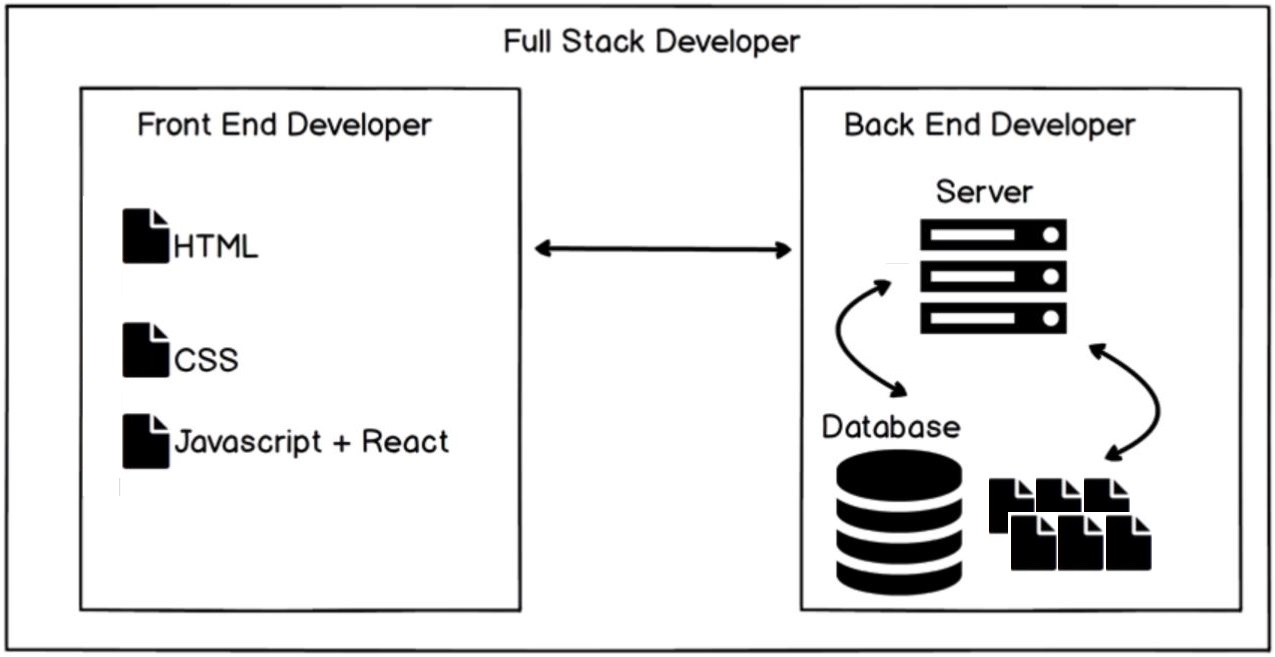 Full Stack Developer
Front End Developer
HTML
CSS
Javascript + React
Back End Developer
Server
Database